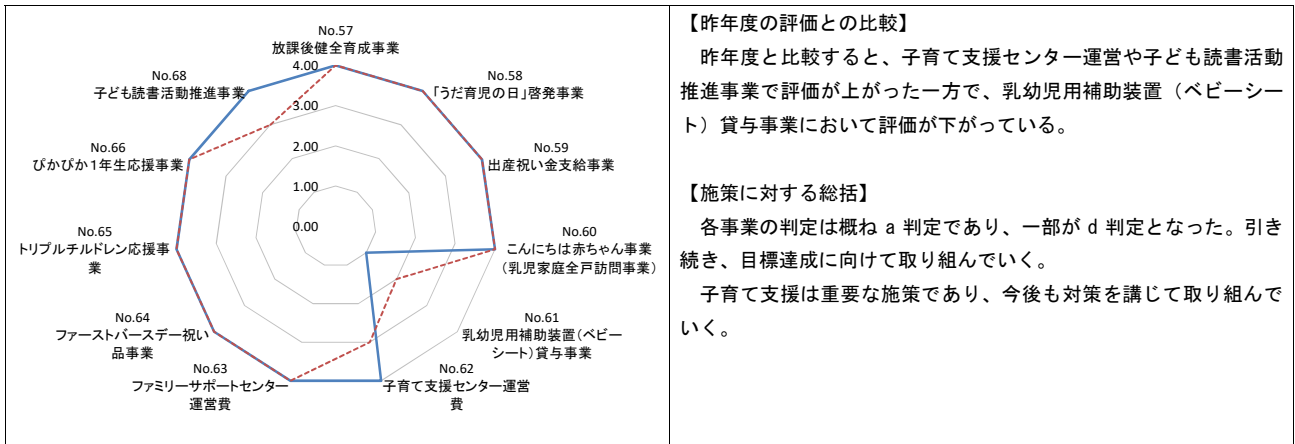 No.57
放課後健全育成事業
No.58
「うだ育児の日」啓発事業
No.59
出産祝い金支給事業
No.60
こんにちは赤ちゃん事業
(乳児家庭全戸訪問事業)
No.61
乳幼児用補助装置(ベビー
シート)貸与事業
No.62
子育て支援センター運営
費
No.63
ファミリーサポートセンター
運営費
No.64
ファーストバースデー祝い
品事業
No.65
トリプルチルドレン応援事
業
No.66
ぴかぴか1年生応援事業
No.68
子ども読書活動推進事業
4.00
3.00
2.00
1.00
0.00
【昨年度の評価との比較】
昨年度と比較すると、子育て支援センター運営や子ども読書活動
推進事業で評価が上がった一方で、乳幼児用補助装置（ベビーシー
ト）貸与事業において評価が下がっている。
【施策に対する総括】
各事業の判定は概ね a 判定であり、一部が d 判定となった。引き
続き、目標達成に向けて取り組んでいく。
子育て支援は重要な施策であり、今後も対策を講じて取り組んで
いく。